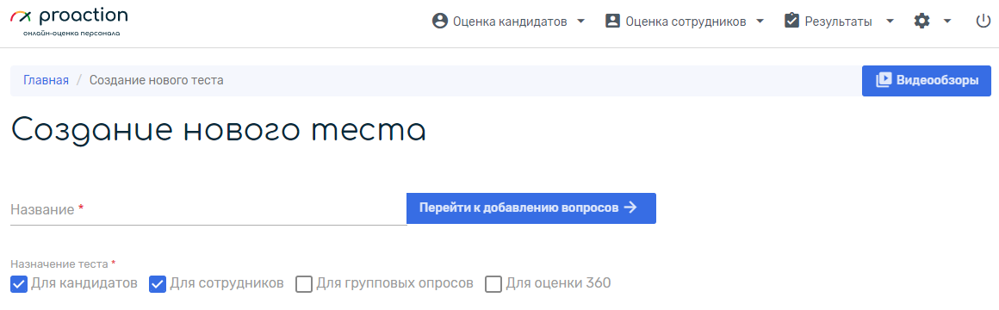 proaction
онлайн-оценка персонала
Оценка кандидатов Оценка сотрудников Результаты
Главная / Создание нового теста
Видеообзоры
Создание нового теста
Название * Перейти к добавлению вопросов →
Назначение теста *
Для кандидатов Для сотрудников Для групповых опросов Для оценки 360